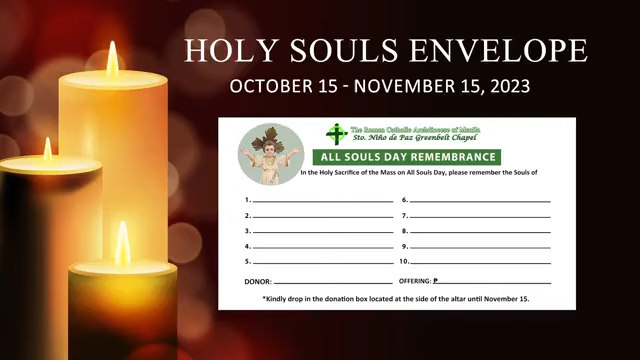 HOLY SOULS ENVELOPE
OCTOBER 15 - NOVEMBER 15, 2023
The Roman Catholic Archdiocese of Manila
Sto. Niño de Paz Greenbelt Chapel
ALL SOULS DAY REMEMBRANCE
In the Holy Sacrifice of the Mass on All Souls Day, please remember the Souls of
1. 6.
2. 7.
3. 8.
4. 9.
5. 10.
DONOR: OFFERING: ₱
*Kindly drop in the donation box located at the side of the altar until November 15.